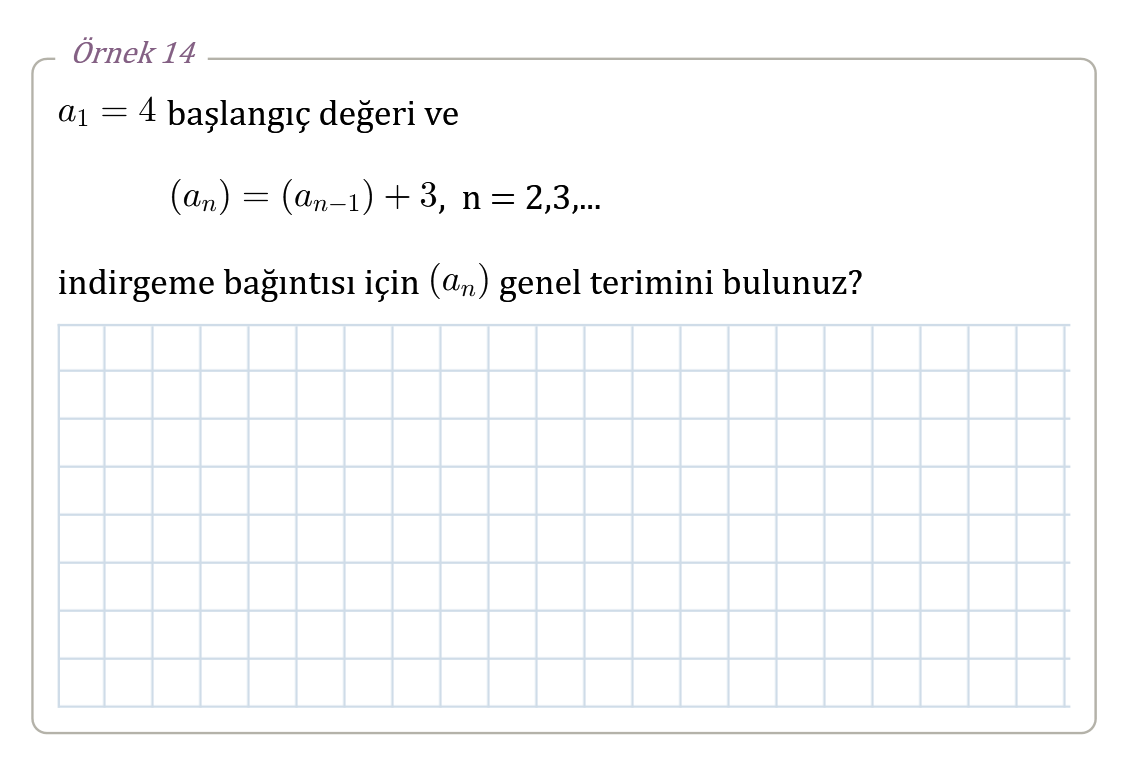 Örnek 14
a₁ = 4 başlangıç değeri ve
(aₙ) = (aₙ₋₁) + 3, n = 2,3,...
indirgeme bağıntısı için (aₙ) genel terimini bulunuz?